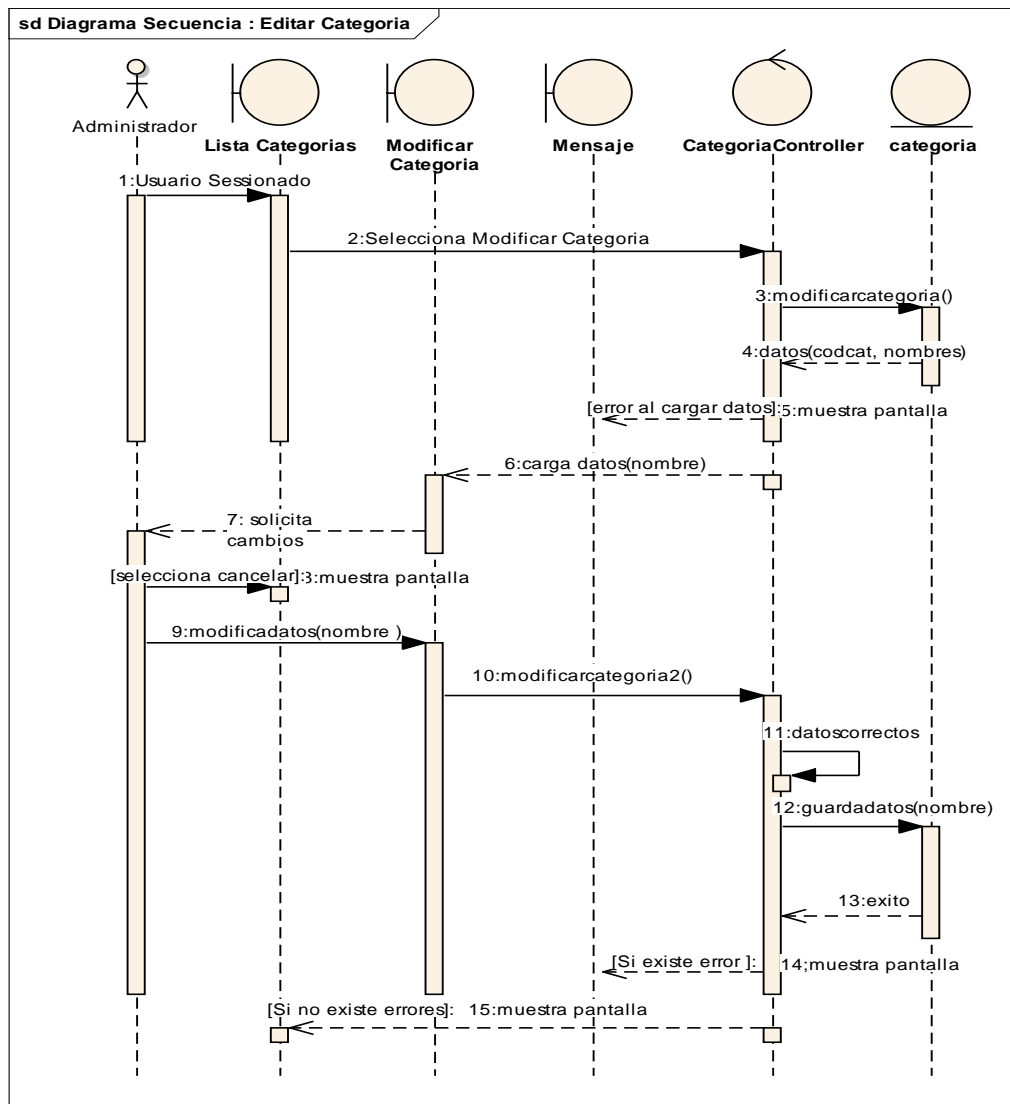 sd Diagrama Secuencia : Editar Categoria
Administrador
Lista Categorias
Modificar
Categoria
Mensaje
CategoriaController
categoria
1:Usuario Sessionado
2:Selecciona Modificar Categoria
3:modificarcategoria()
4:datos(codcat, nombres)
[error al cargar datos]:5:muestra pantalla
6:carga datos(nombre)
7: solicita
cambios
[selecciona cancelar]: :muestra pantalla
9:modificadatos(nombre )
10:modificarcategoria2()
11:datoscorrectos
12:guardadatos(nombre)
13:exito
[Si existe error ]: 14;muestra pantalla
[Si no existe errores]: 15:muestra pantalla